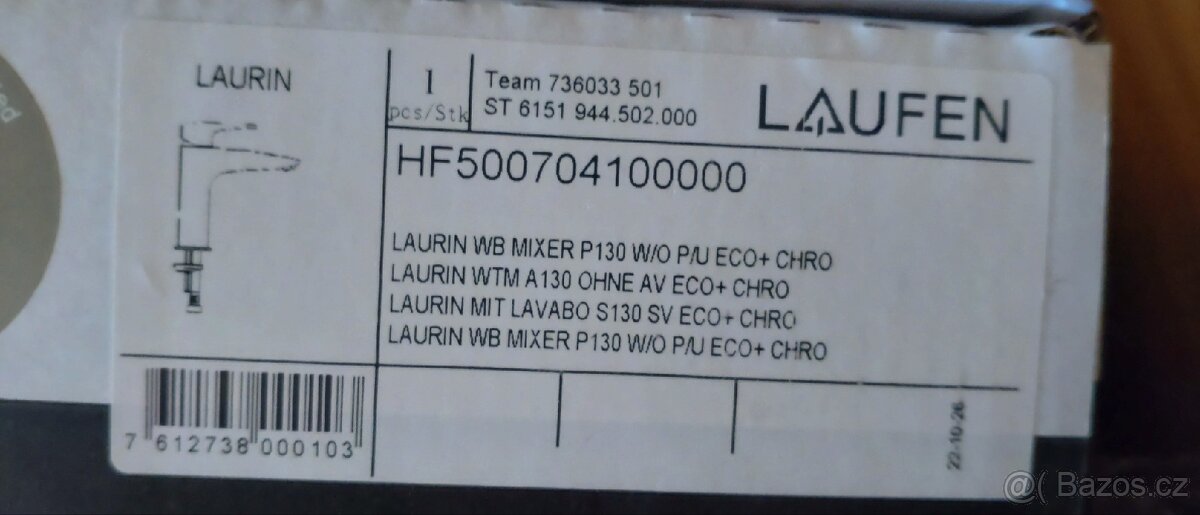 LAURIN
1
pcs/Stk
Team 736033 501
ST 6151 944.502.000
LAUFEN
HF500704100000
LAURIN WB MIXER P130 W/O P/U ECO+ CHRO
LAURIN WTM A130 OHNE AV ECO+ CHRO
LAURIN MIT LAVABO S130 SV ECO+ CHRO
LAURIN WB MIXER P130 W/O P/U ECO+ CHRO
7 612738 000103
22-10-26
@( Bazos.cz